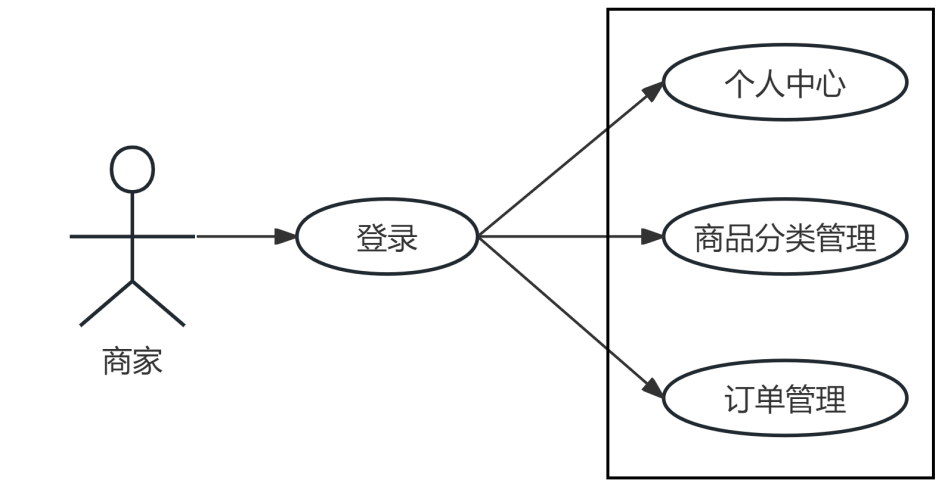 个人中心
登录
商品分类管理
商家
订单管理